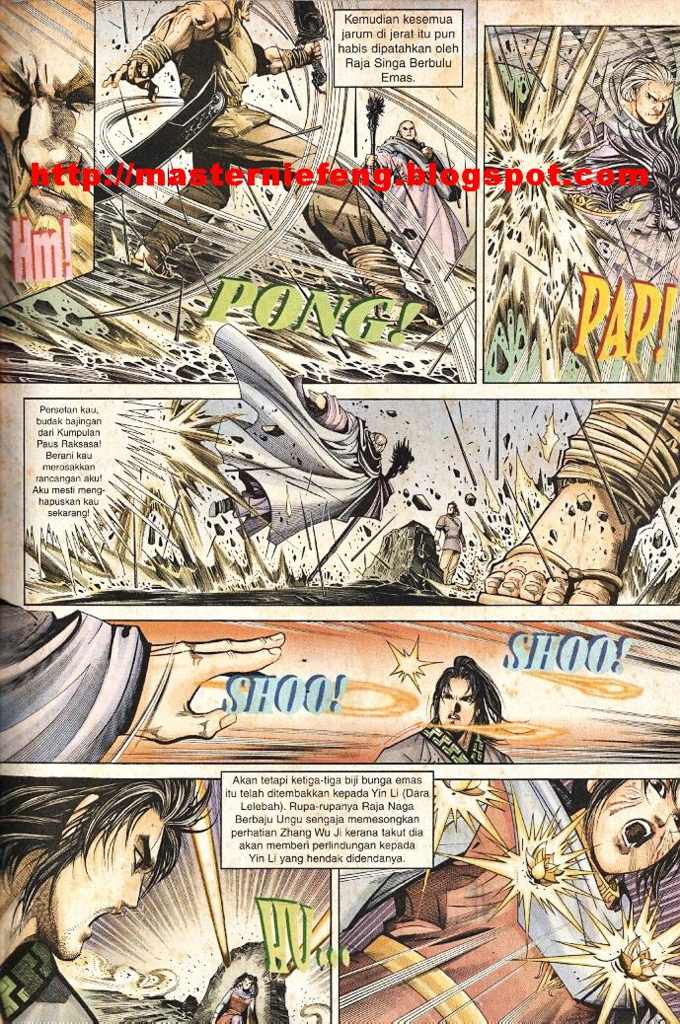 Kemudian kesemua
jarum di jerat itu pun
habis dipatahkan oleh
Raja Singa Berbulu
Emas.
http://masterniefeng.blogspot.com
Hm!
PONG!
PAP!
Persetan kau,
budak bajingan
dari Kumpulan
Paus Raksasa!
Berani kau
merosakkan
rancangan aku!
Aku mesti meng-
hapuskan kau
sekarang!
SHOO!
SHOO!
Akan tetapi ketiga-tiga biji bunga emas
itu telah ditembakkan kepada Yin Li (Dara
Lelebah). Rupa-rupanya Raja Naga
Berbaju Ungu sengaja memesongkan
perhatian Zhang Wu Ji kerana takut dia
akan memberi perlindungan kepada
Yin Li yang hendak didendanya.
HU...